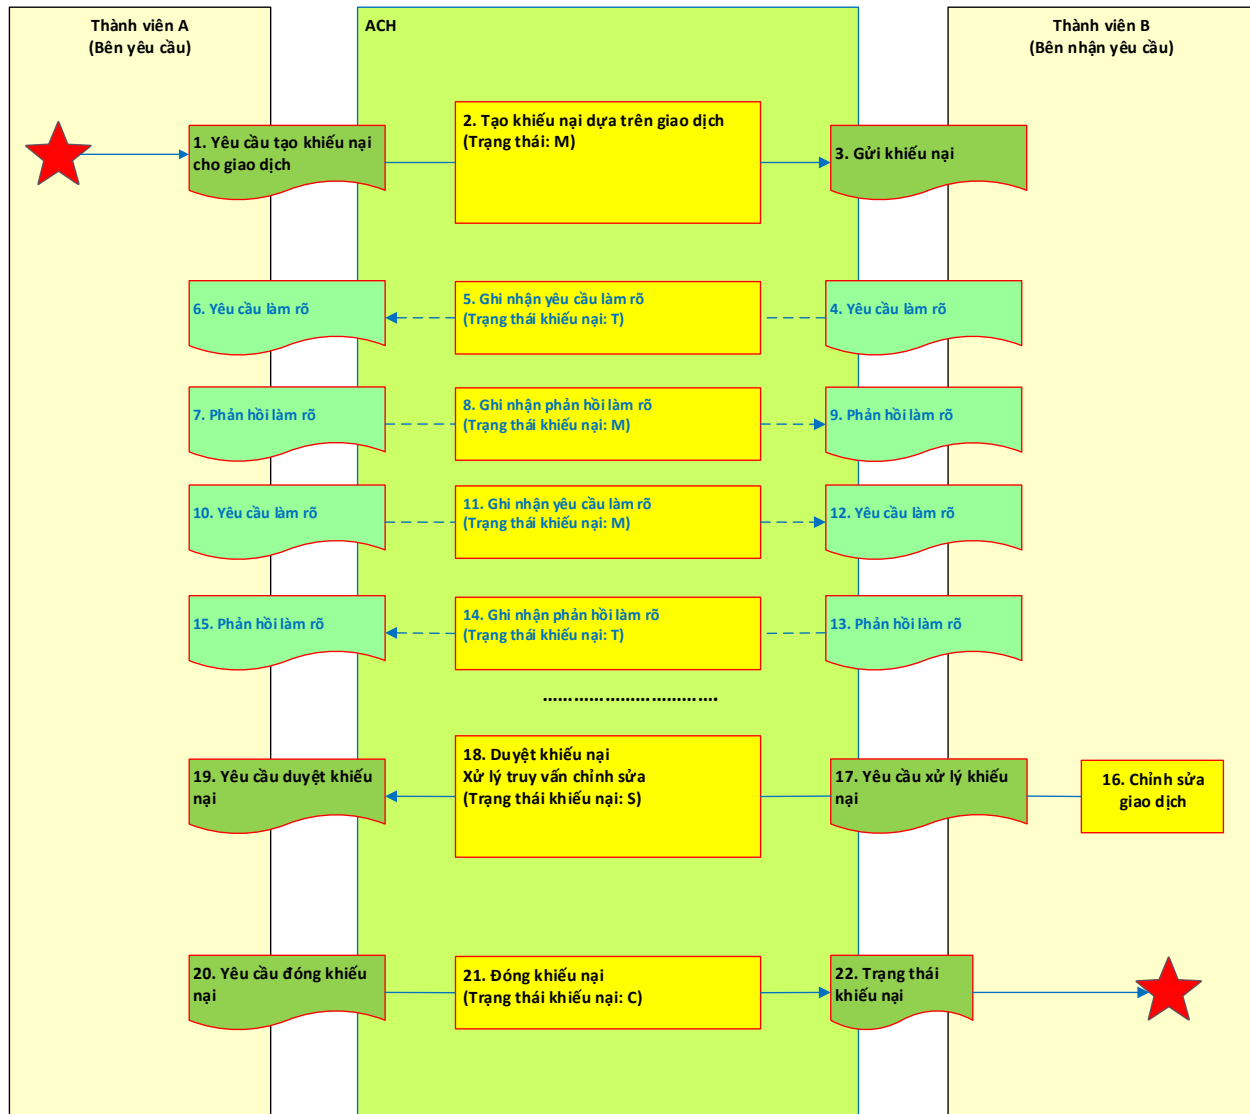 Thành viên A
(Bên yêu cầu)
ACH
Thành viên B
(Bên nhận yêu cầu)
1. Yêu cầu tạo khiếu nại
cho giao dịch
2. Tạo khiếu nại dựa trên giao dịch
(Trạng thái: M)
3. Gửi khiếu nại
6. Yêu cầu làm rõ
5. Ghi nhận yêu cầu làm rõ
(Trạng thái khiếu nại: T)
4. Yêu cầu làm rõ
7. Phản hồi làm rõ
8. Ghi nhận phản hồi làm rõ
(Trạng thái khiếu nại: M)
9. Phản hồi làm rõ
10. Yêu cầu làm rõ
11. Ghi nhận yêu cầu làm rõ
(Trạng thái khiếu nại: M)
12. Yêu cầu làm rõ
15. Phản hồi làm rõ
14. Ghi nhận phản hồi làm rõ
(Trạng thái khiếu nại: T)
13. Phản hồi làm rõ
…………………………….
19. Yêu cầu duyệt khiếu
nại
18. Duyệt khiếu nại
Xử lý truy vấn chỉnh sửa
(Trạng thái khiếu nại: S)
17. Yêu cầu xử lý khiếu
nại
16. Chỉnh sửa
giao dịch
20. Yêu cầu đóng khiếu
nại
21. Đóng khiếu nại
(Trạng thái khiếu nại: C)
22. Trạng thái
khiếu nại